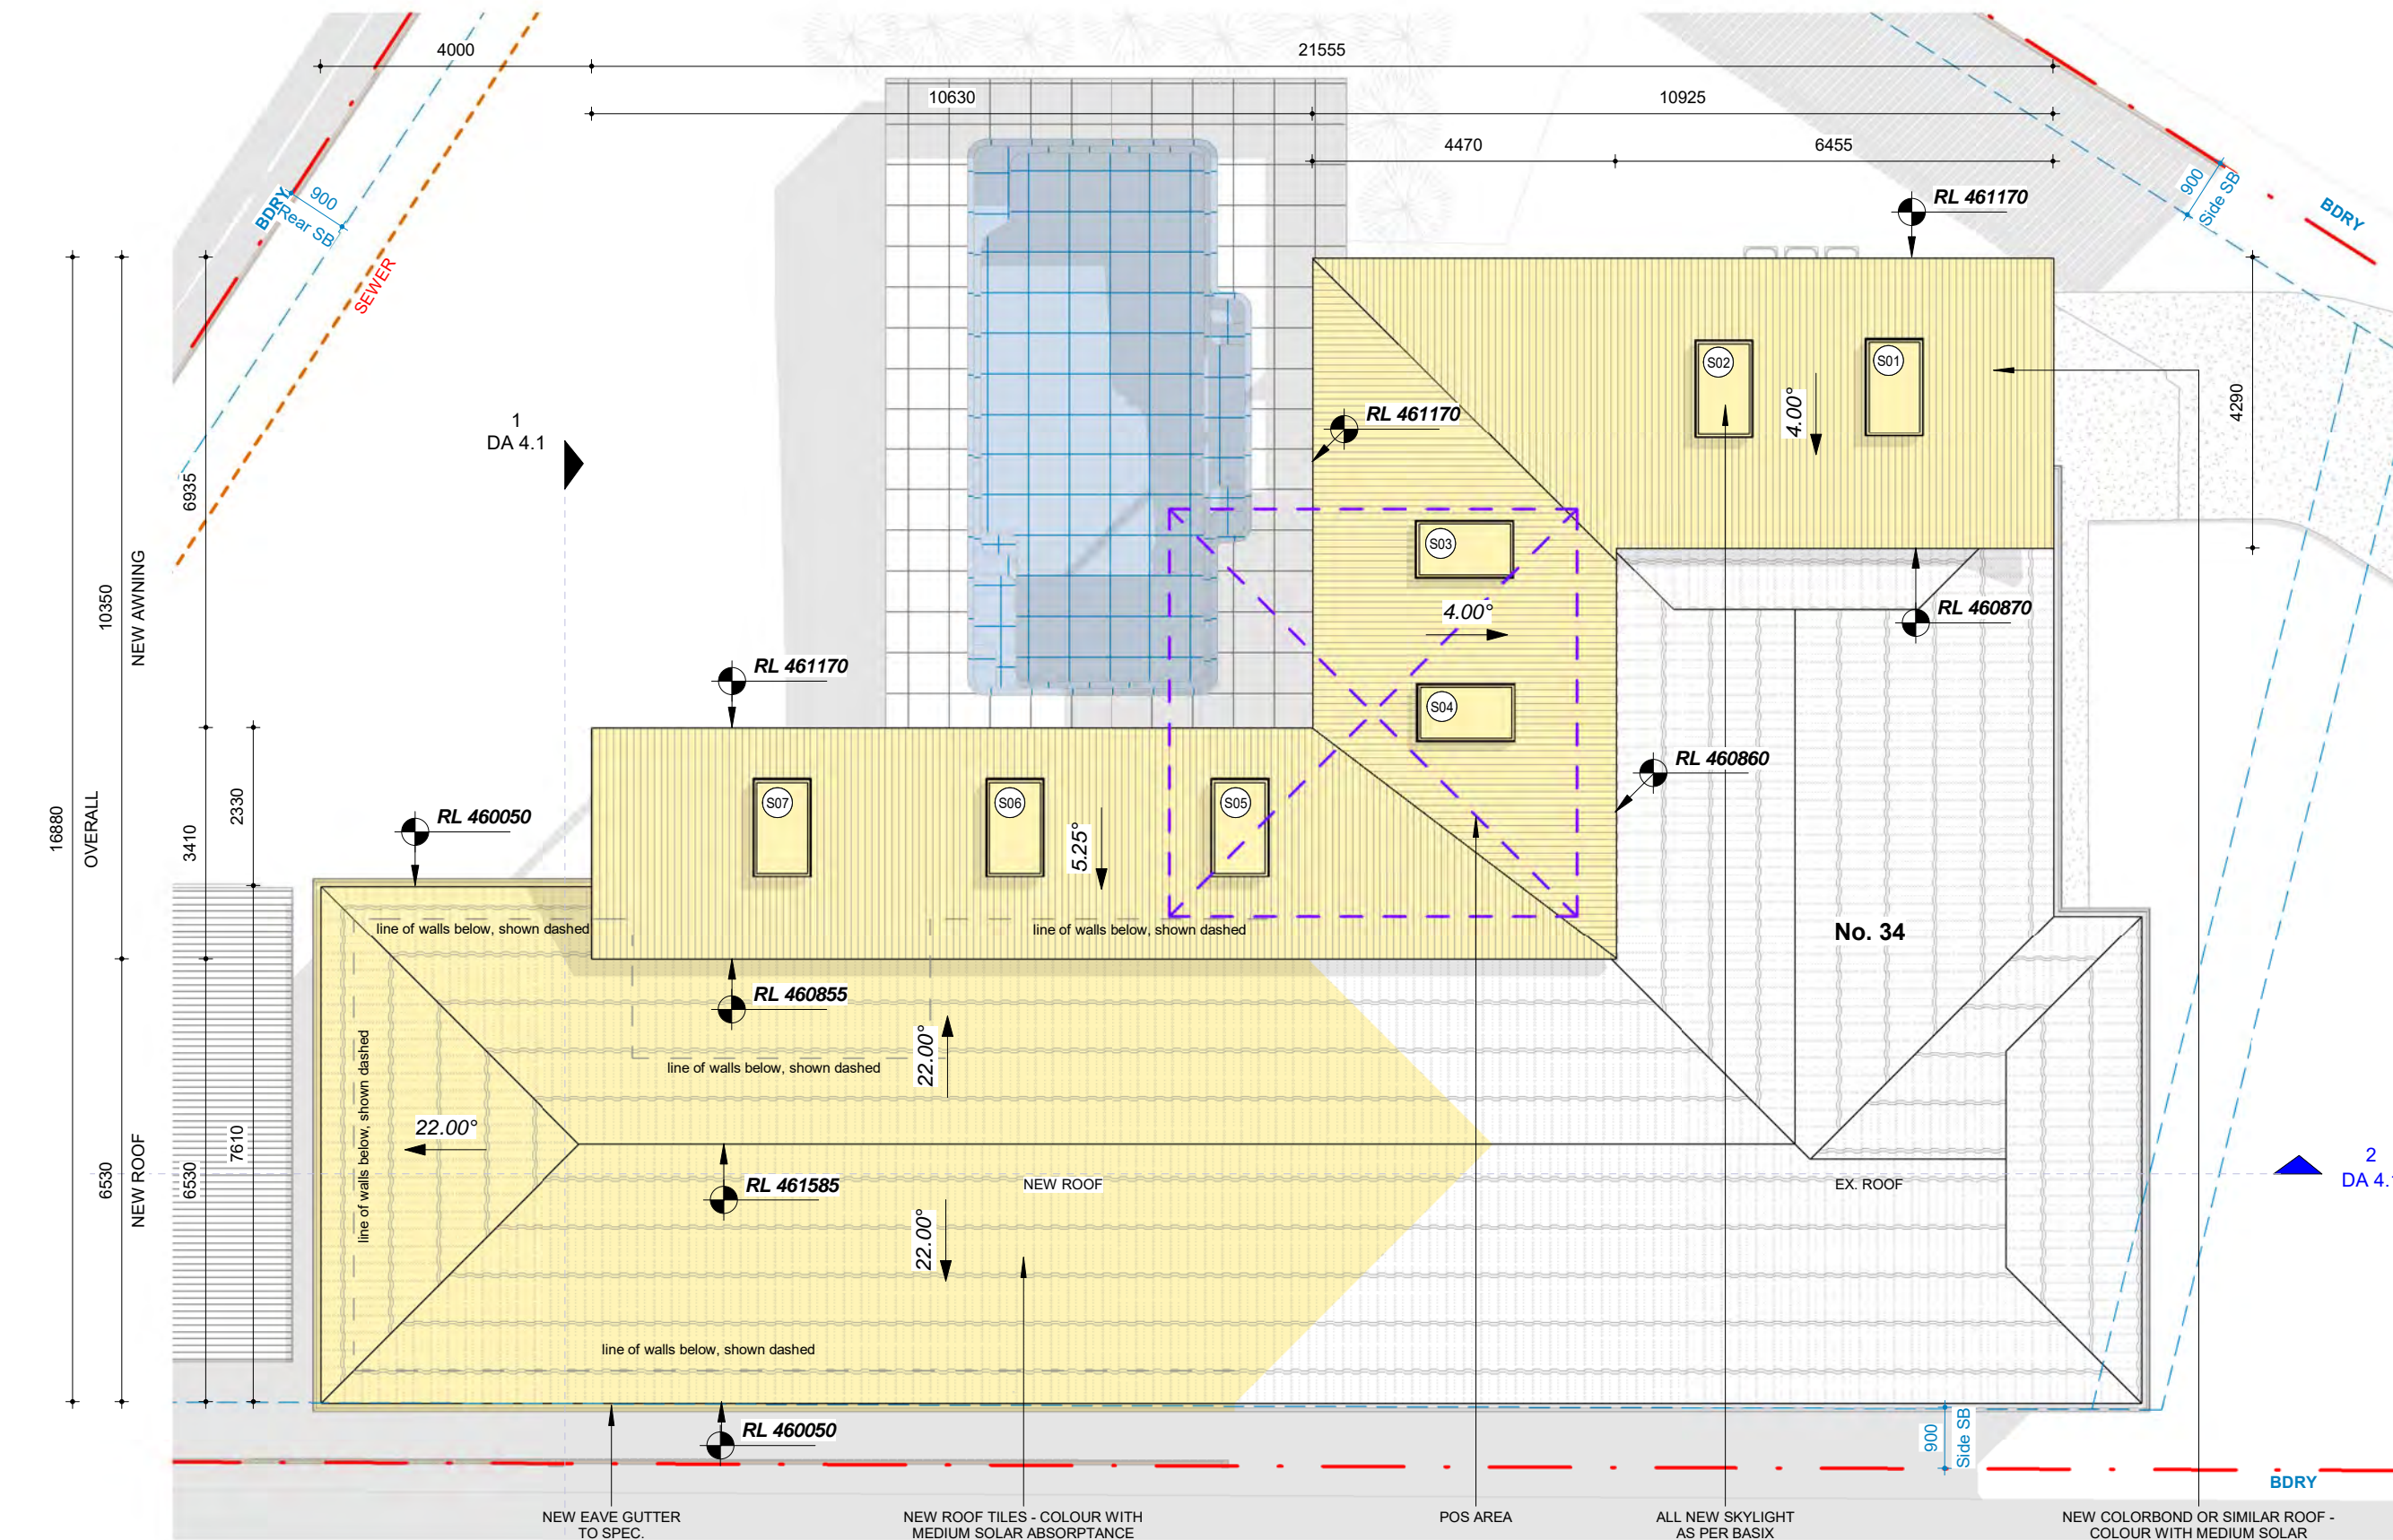 4000
21555
10630
10925
4470
6455
BDRY
900
Rear SB
SEWER
900
Side SB
BDRY
RL 461170
S02
S01
4.00°
4290
RL 461170
1
DA 4.1
6935
10350
NEW AWNING
S03
4.00°
RL 460870
RL 461170
S04
RL 460860
16880
OVERALL
3410
2330
RL 460050
S07
S06
5.25°
S05
line of walls below, shown dashed
line of walls below, shown dashed
No. 34
RL 460855
22.00°
line of walls below, shown dashed
line of walls below, shown dashed
22.00°
6530
NEW ROOF
6530
7610
RL 461585
NEW ROOF
EX. ROOF
2
DA 4.
22.00°
line of walls below, shown dashed
RL 460050
900
Side SB
BDRY
NEW EAVE GUTTER
TO SPEC.
NEW ROOF TILES - COLOUR WITH
MEDIUM SOLAR ABSORPTANCE
POS AREA
ALL NEW SKYLIGHT
AS PER BASIX
NEW COLORBOND OR SIMILAR ROOF -
COLOUR WITH MEDIUM SOLAR